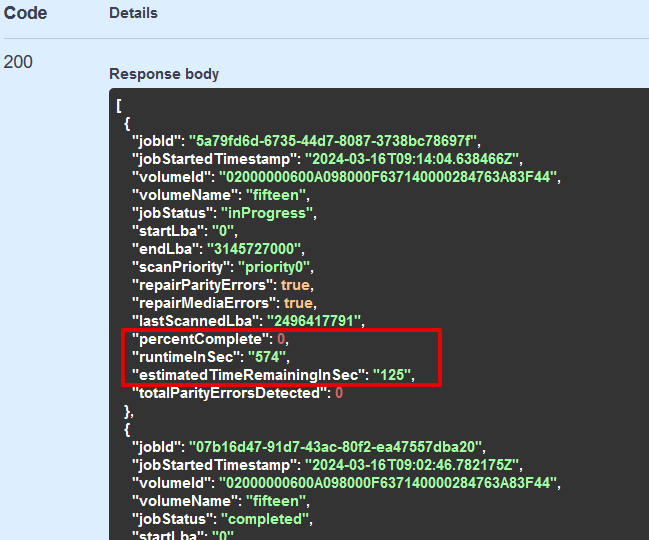 Code Details
200
Response body
[
{
"jobId": "5a79fd6d-6735-44d7-8087-3738bc78697f",
"jobStartedTimestamp": "2024-03-16T09:14:04.638466Z",
"volumeId": "02000000600A098000F637140000284763A83F44",
"volumeName": "fifteen",
"jobStatus": "inProgress",
"startLba": "0",
"endLba": "3145727000",
"scanPriority": "priority0",
"repairParityErrors": true,
"repairMediaErrors": true,
"lastScannedLba": "2496417791",
"percentComplete": 0,
"runtimeInSec": "574",
"estimatedTimeRemainingInSec": "125",
"totalParityErrorsDetected": 0
},
{
"jobId": "07b16d47-91d7-43ac-80f2-ea47557dba20",
"jobStartedTimestamp": "2024-03-16T09:02:46.782175Z",
"volumeId": "02000000600A098000F637140000284763A83F44",
"volumeName": "fifteen",
"jobStatus": "completed",
"startLba": "0"